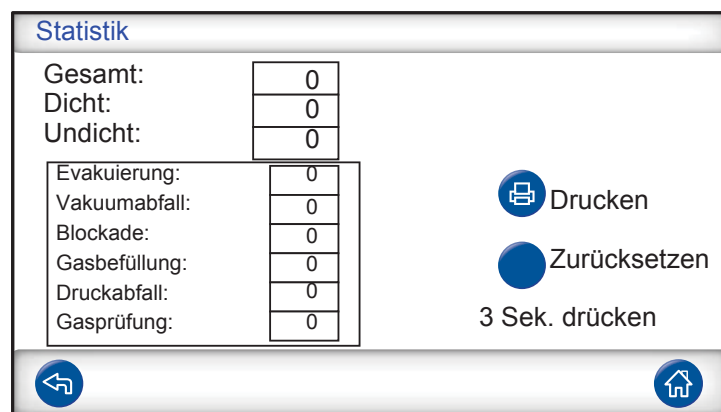 Statistik
Gesamt: 0
Dicht: 0
Undicht: 0
Evakuierung: 0
Vakuumabfall: 0
Blockade: 0
Gasbefüllung: 0
Druckabfall: 0
Gasprüfung: 0
Drucken
Zurücksetzen
3 Sek. drücken